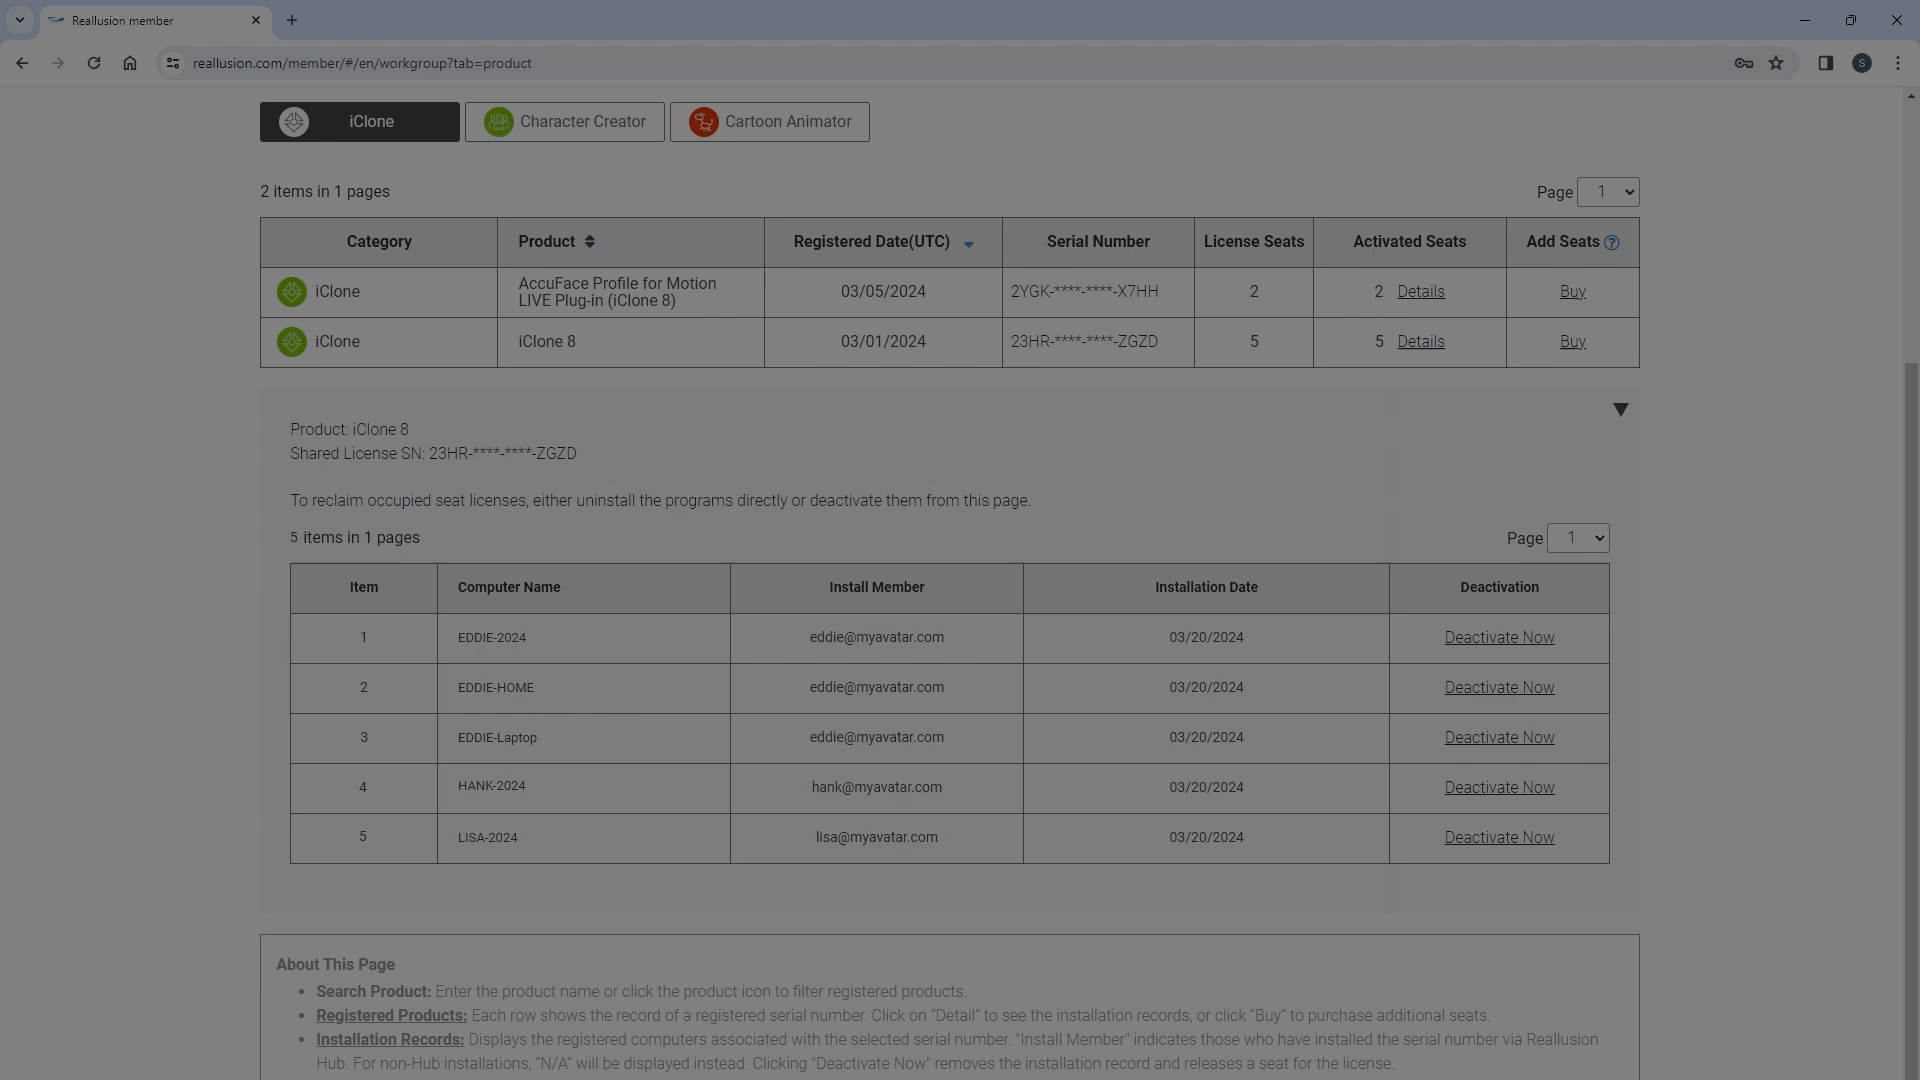 Reallusion member
reallusion.com/member/#/en/workgroup?tab=product
S
iClone
Character Creator
Cartoon Animator
2 items in 1 pages
Page 1
Category Product Registered Date(UTC) Serial Number License Seats Activated Seats Add Seats ?
iClone AccuFace Profile for Motion LIVE Plug-in (iClone 8) 03/05/2024 2YGK-****-****-X7HH 2 2 Details Buy
iClone iClone 8 03/01/2024 23HR-****-****-ZGZD 5 5 Details Buy
Product: iClone 8
Shared License SN: 23HR-****-****-ZGZD
To reclaim occupied seat licenses, either uninstall the programs directly or deactivate them from this page.
5 items in 1 pages
Page 1
Item Computer Name Install Member Installation Date Deactivation
1 EDDIE-2024 eddie@myavatar.com 03/20/2024 Deactivate Now
2 EDDIE-HOME eddie@myavatar.com 03/20/2024 Deactivate Now
3 EDDIE-Laptop eddie@myavatar.com 03/20/2024 Deactivate Now
4 HANK-2024 hank@myavatar.com 03/20/2024 Deactivate Now
5 LISA-2024 lisa@myavatar.com 03/20/2024 Deactivate Now
About This Page
• Search Product: Enter the product name or click the product icon to filter registered products.
• Registered Products: Each row shows the record of a registered serial number. Click on "Detail" to see the installation records, or click "Buy" to purchase additional seats.
• Installation Records: Displays the registered computers associated with the selected serial number. "Install Member" indicates those who have installed the serial number via Reallusion
Hub. For non-Hub installations, "N/A" will be displayed instead. Clicking "Deactivate Now" removes the installation record and releases a seat for the license.